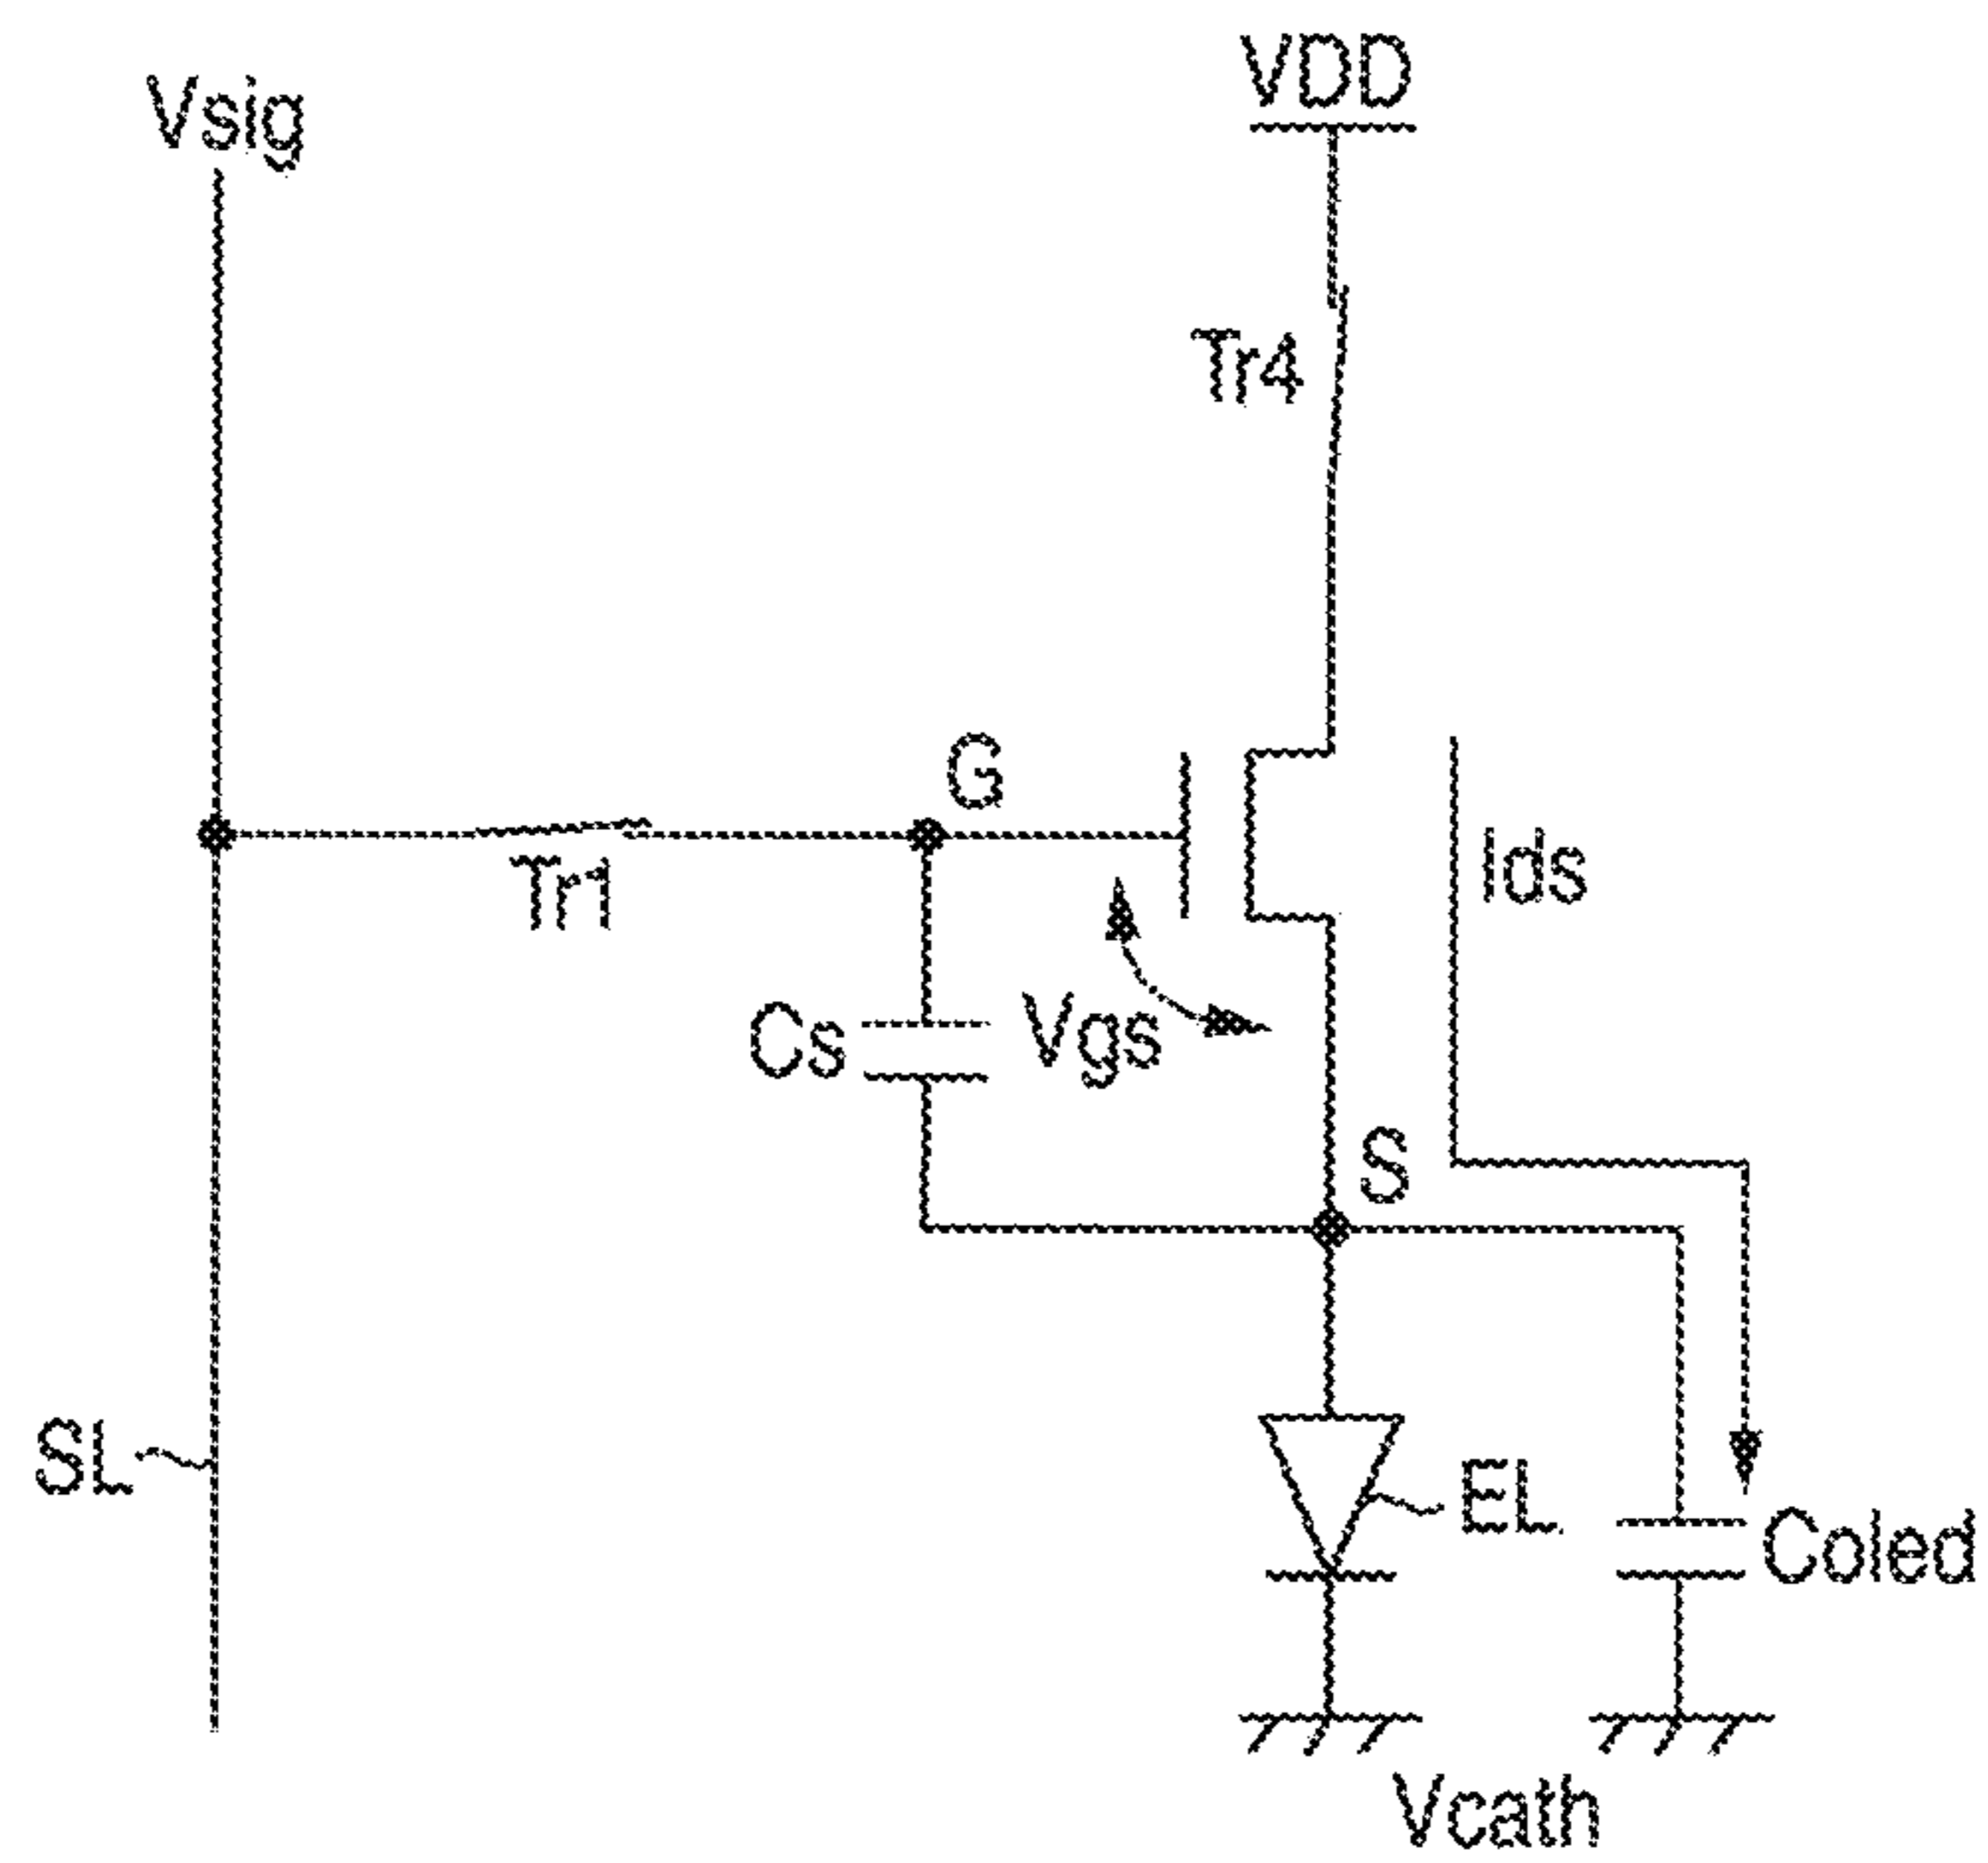 Vsig
VDD
Tr4
G
Tr1
Ids
Cs
Vgs
S
SL
EL
Coled
Vcath